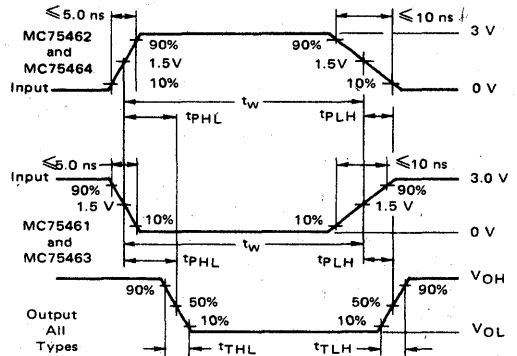 ≤5.0 ns ≤10 ns
MC75462 90% 90% 3 V
and 1.5 V 1.5 V
MC75464 10% 10%
Input 0 V
tW
tPHL tPLH
≤5.0 ns ≤10 ns
Input 3.0 V
90% 90%
1.5 V 1.5 V
10% 10%
MC75461 0 V
and tW
MC75463 tPHL tPLH
VOH
90% 90%
50% 50%
Output 10% 10%
All VOL
Types tTHL tTLH